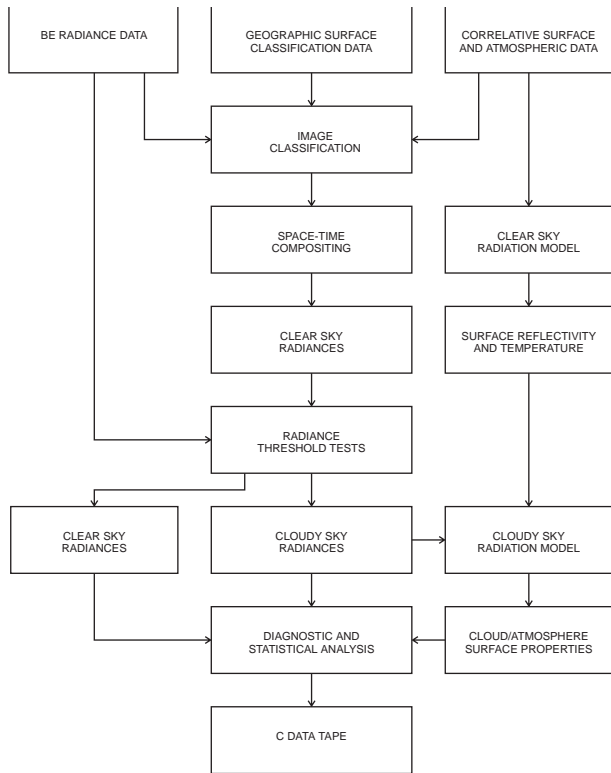 BE RADIANCE DATA
GEOGRAPHIC SURFACE
CLASSIFICATION DATA
CORRELATIVE SURFACE
AND ATMOSPHERIC DATA
IMAGE
CLASSIFICATION
SPACE-TIME
COMPOSITING
CLEAR SKY
RADIATION MODEL
CLEAR SKY
RADIANCES
SURFACE REFLECTIVITY
AND TEMPERATURE
RADIANCE
THRESHOLD TESTS
CLEAR SKY
RADIANCES
CLOUDY SKY
RADIANCES
CLOUDY SKY
RADIATION MODEL
DIAGNOSTIC AND
STATISTICAL ANALYSIS
CLOUD/ATMOSPHERE
SURFACE PROPERTIES
C DATA TAPE